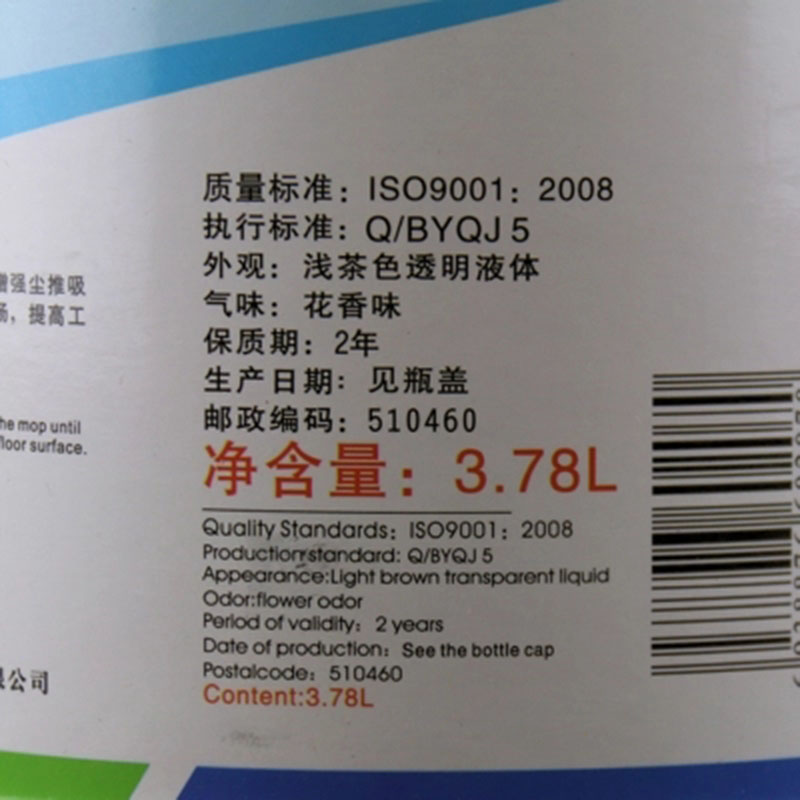 增强尘推吸
扬，提高工
he mop until
floor surface.
限公司
质量标准：ISO9001：2008
执行标准：Q/BYQJ 5
外观：浅茶色透明液体
气味：花香味
保质期：2年
生产日期：见瓶盖
邮政编码：510460
净含量：3.78L
Quality Standards：ISO9001：2008
Production standard: Q/BYQJ 5
Appearance:Light brown transparent liquid
Odor:flower odor
Period of validity：2 years
Date of production：See the bottle cap
Postalcode：510460
Content:3.78L